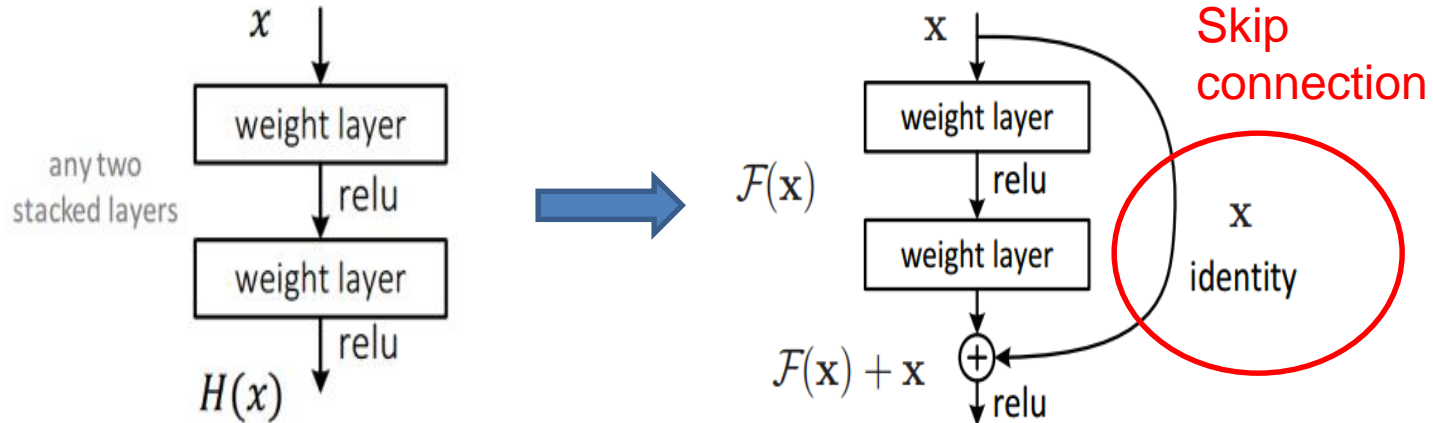 x
weight layer
any two
stacked layers
relu
weight layer
relu
H(x)
x
Skip
connection
weight layer
F(x)
relu
weight layer
x
identity
F(x) + x
+
relu